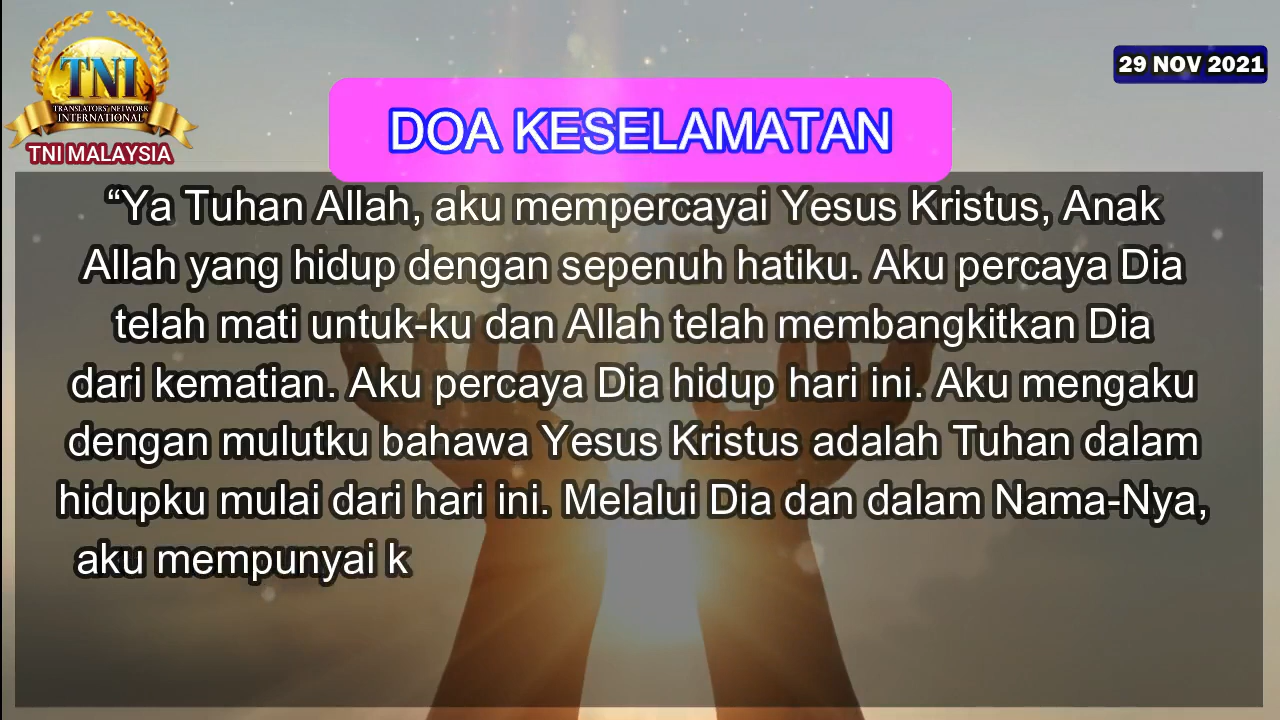 TNI
TRANSLATORS' NETWORK
INTERNATIONAL
TNI MALAYSIA
29 NOV 2021
DOA KESELAMATAN
“Ya Tuhan Allah, aku mempercayai Yesus Kristus, Anak
Allah yang hidup dengan sepenuh hatiku. Aku percaya Dia
telah mati untuk-ku dan Allah telah membangkitkan Dia
dari kematian. Aku percaya Dia hidup hari ini. Aku mengaku
dengan mulutku bahawa Yesus Kristus adalah Tuhan dalam
hidupku mulai dari hari ini. Melalui Dia dan dalam Nama-Nya,
aku mempunyai k